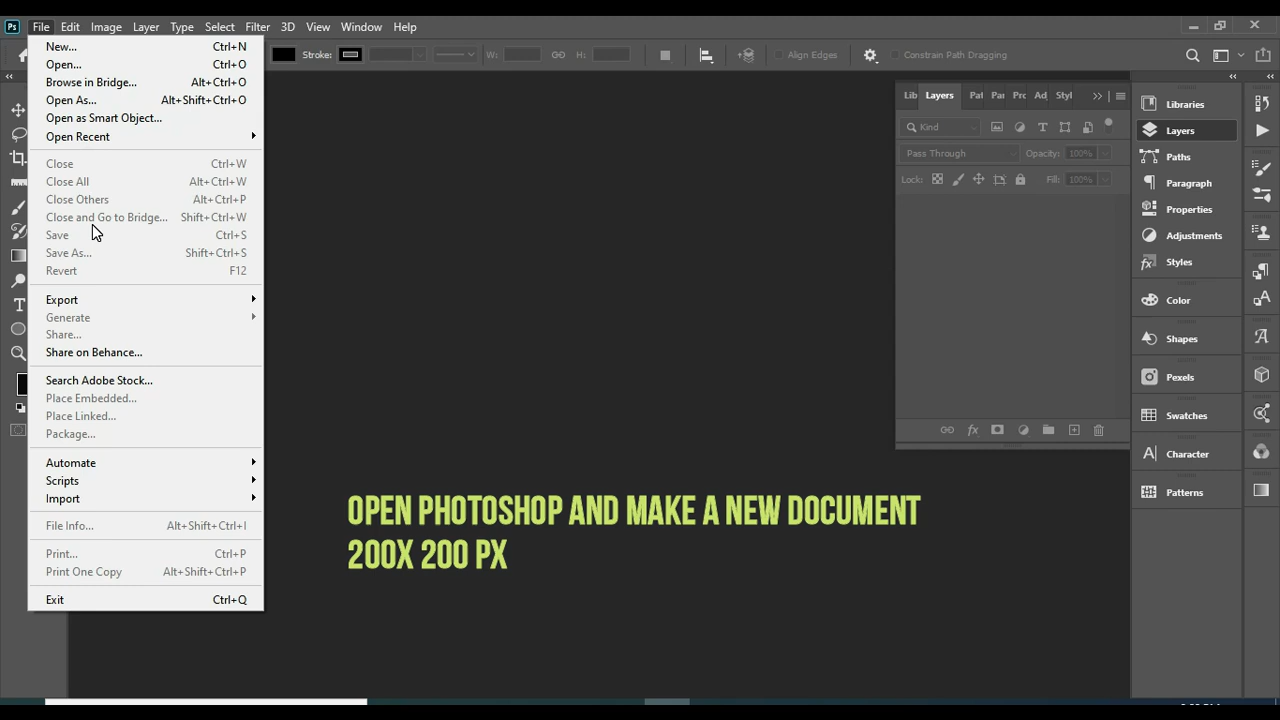 Ps File Edit Image Layer Type Select Filter 3D View Window Help
Stroke: W: H: Align Edges Constrain Path Dragging
New... Ctrl+N
Open... Ctrl+O
Browse in Bridge... Alt+Ctrl+O
Open As... Alt+Shift+Ctrl+O
Open as Smart Object...
Open Recent
Close Ctrl+W
Close All Alt+Ctrl+W
Close Others Alt+Ctrl+P
Close and Go to Bridge... Shift+Ctrl+W
Save Ctrl+S
Save As... Shift+Ctrl+S
Revert F12
Export
Generate
Share...
Share on Behance...
Search Adobe Stock...
Place Embedded...
Place Linked...
Package...
Automate
Scripts
Import
File Info... Alt+Shift+Ctrl+I
Print... Ctrl+P
Print One Copy Alt+Shift+Ctrl+P
Exit Ctrl+Q
OPEN PHOTOSHOP AND MAKE A NEW DOCUMENT
200X 200 PX
Lib Layers Pat Par Pro Adj Styl
Kind
Pass Through Opacity: 100%
Lock: Fill: 100%
Libraries
Layers
Paths
Paragraph
Properties
Adjustments
Styles
Color
Shapes
Pexels
Swatches
Character
Patterns